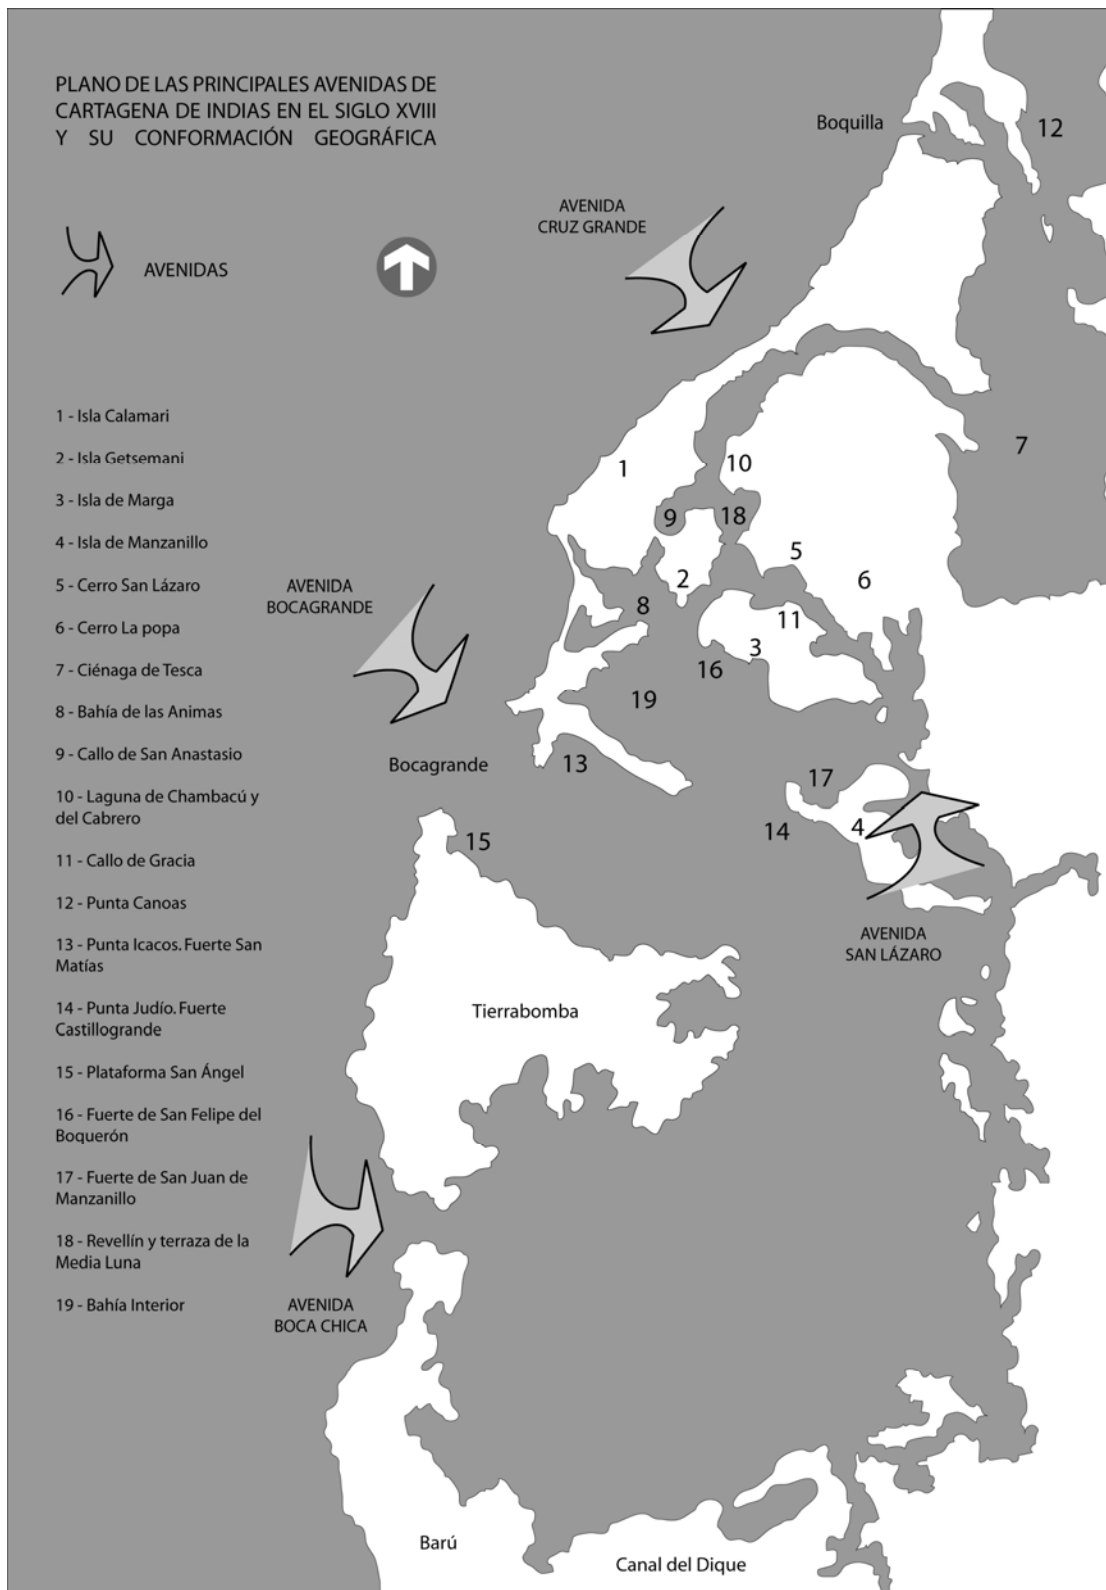 PLANO DE LAS PRINCIPALES AVENIDAS DE
CARTAGENA DE INDIAS EN EL SIGLO XVIII
Y SU CONFORMACIÓN GEOGRÁFICA
AVENIDAS
1 - Isla Calamari
2 - Isla Getsemani
3 - Isla de Marga
4 - Isla de Manzanillo
5 - Cerro San Lázaro
6 - Cerro La popa
7 - Ciénaga de Tesca
8 - Bahía de las Animas
9 - Callo de San Anastasio
10 - Laguna de Chambacú y
del Cabrero
11 - Callo de Gracia
12 - Punta Canoas
13 - Punta Icacos. Fuerte San
Matías
14 - Punta Judío. Fuerte
Castillogrande
15 - Plataforma San Ángel
16 - Fuerte de San Felipe del
Boquerón
17 - Fuerte de San Juan de
Manzanillo
18 - Revellín y terraza de la
Media Luna
19 - Bahía Interior
Boquilla
12
AVENIDA
CRUZ GRANDE
7
1
10
9
18
5
6
2
8
11
3
16
19
AVENIDA
BOCAGRANDE
Bocagrande
13
17
14
4
15
AVENIDA
SAN LÁZARO
Tierrabomba
AVENIDA
BOCA CHICA
Barú
Canal del Dique